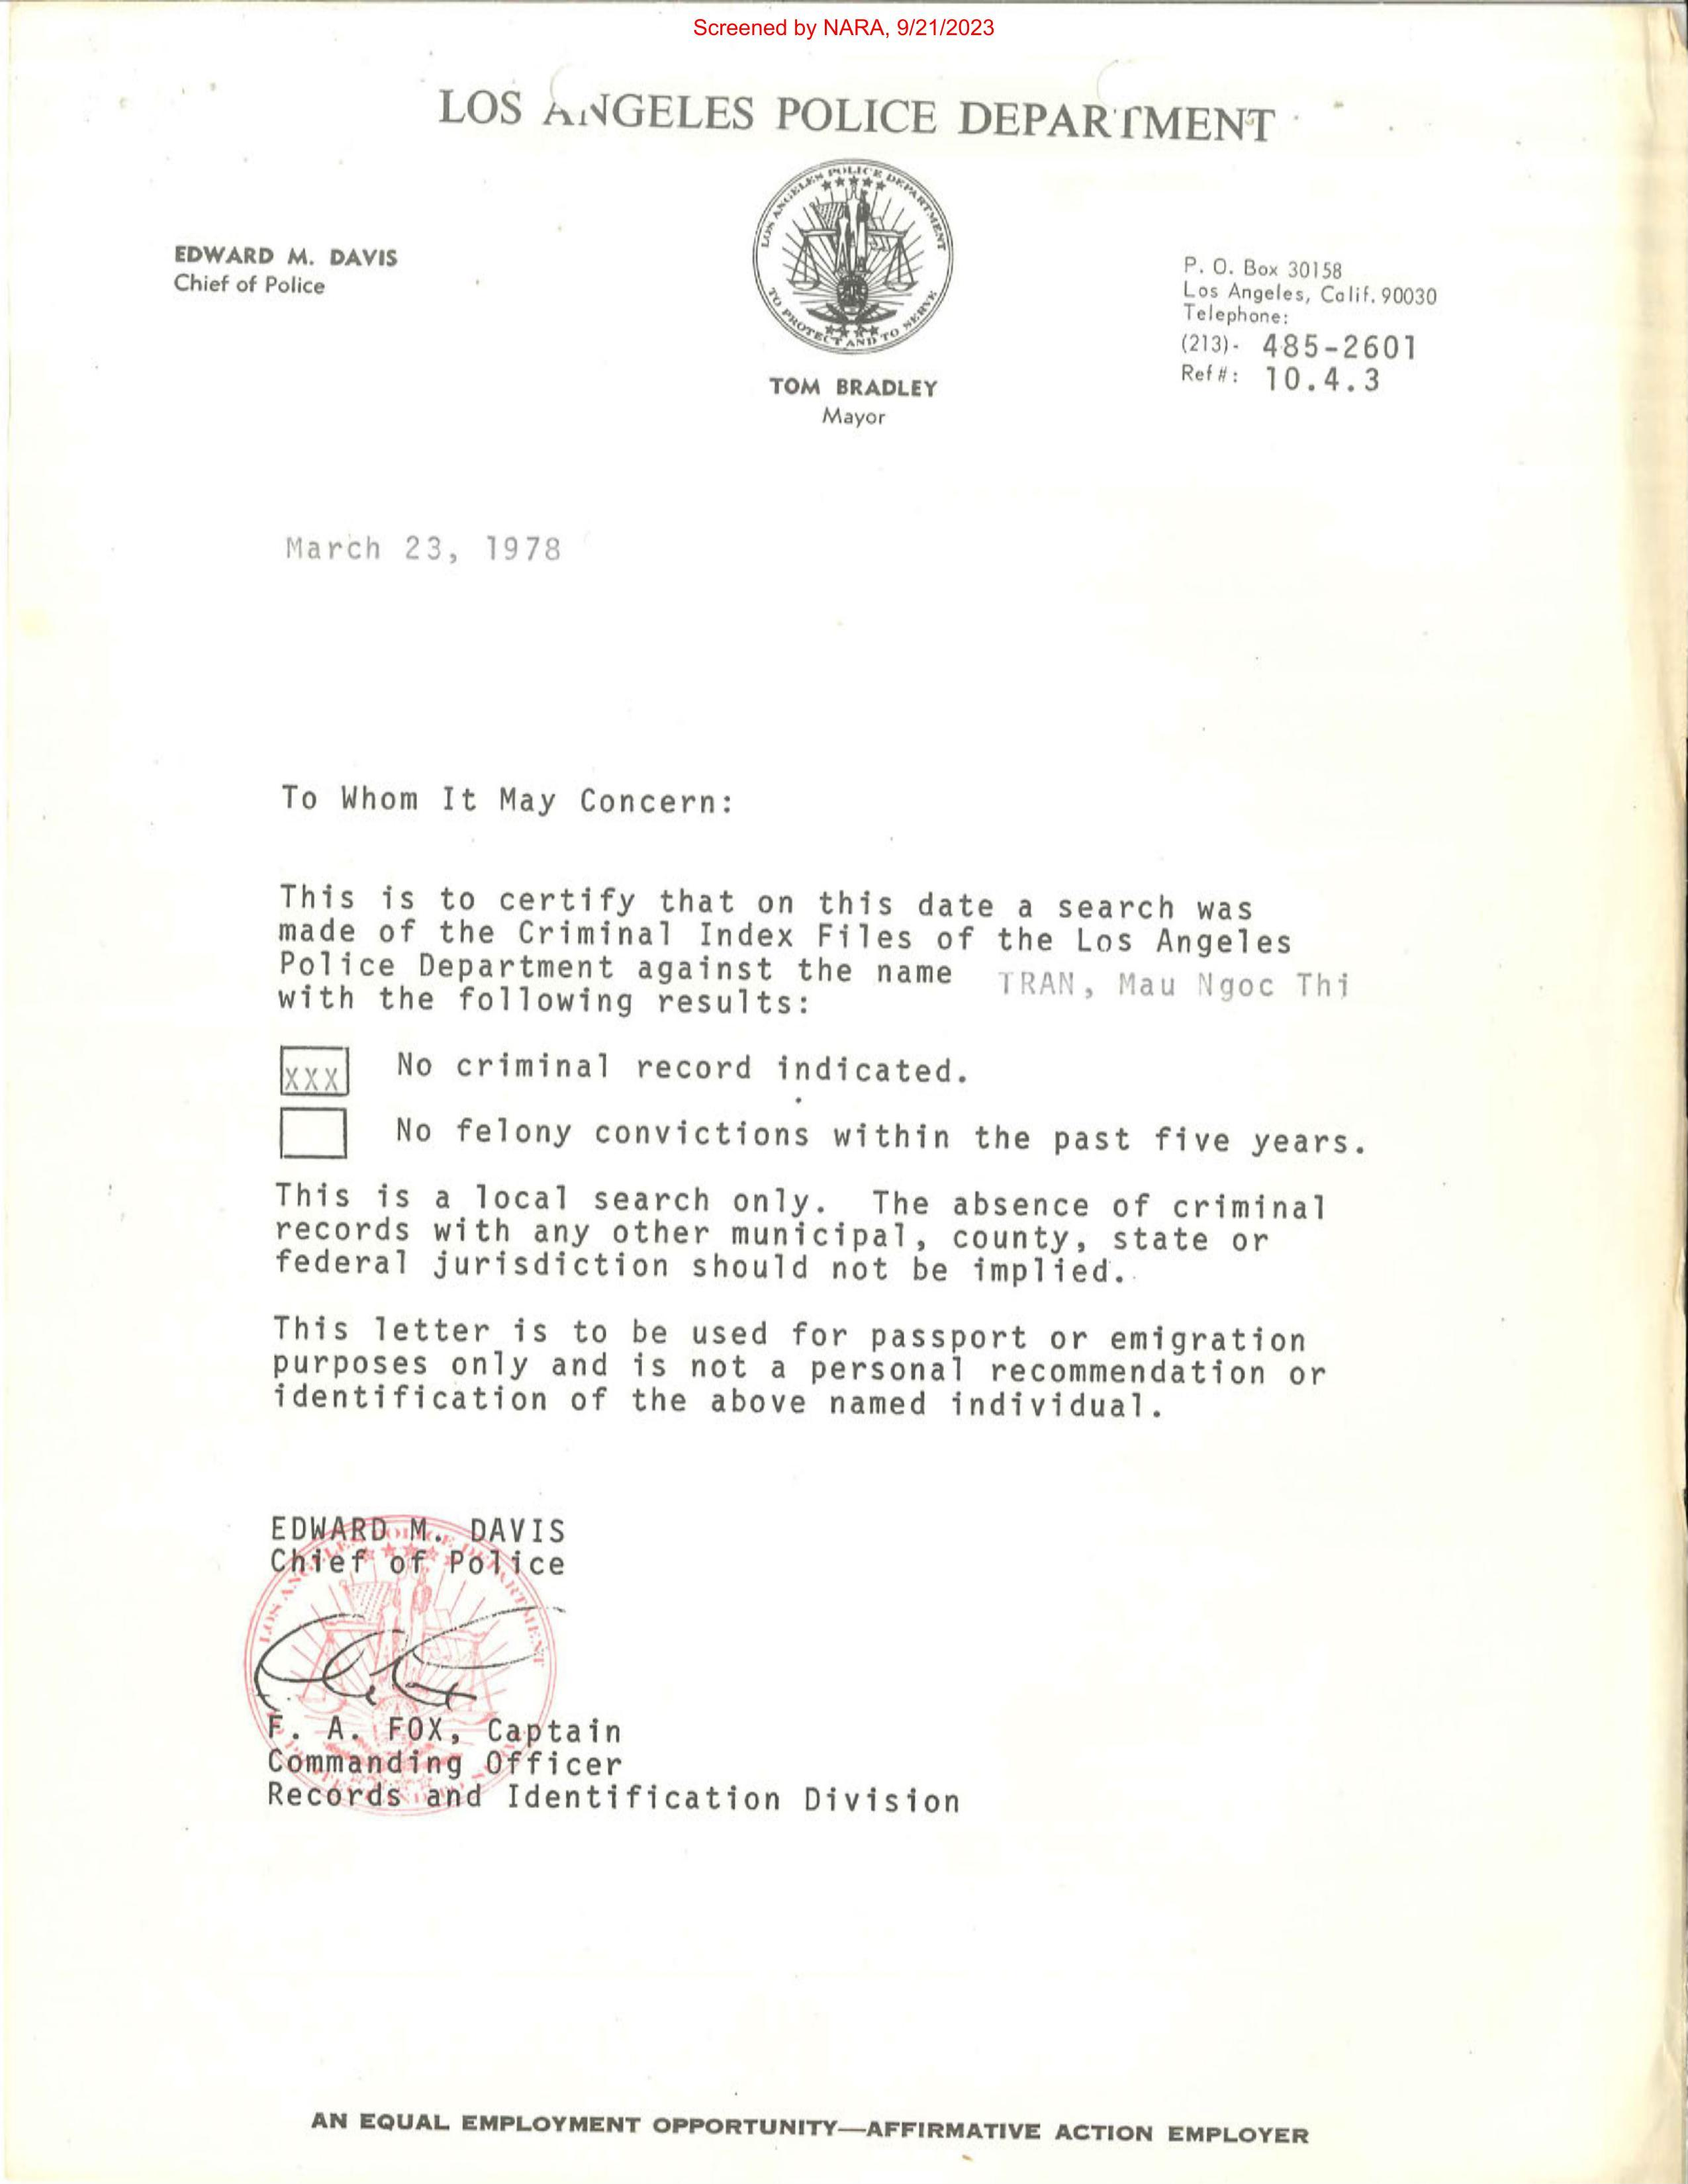 Screened by NARA, 9/21/2023
LOS ANGELES POLICE DEPARTMENT
LOS ANGELES POLICE DEPARTMENT
TO PROTECT AND TO SERVE
EDWARD M. DAVIS
Chief of Police
P. O. Box 30158
Los Angeles, Calif. 90030
Telephone:
(213)- 485-2601
Ref#: 10.4.3
TOM BRADLEY
Mayor
March 23, 1978
To Whom It May Concern:
This is to certify that on this date a search was
made of the Criminal Index Files of the Los Angeles
Police Department against the name TRAN, Mau Ngoc Thi
with the following results:
XXX No criminal record indicated.
No felony convictions within the past five years.
This is a local search only. The absence of criminal
records with any other municipal, county, state or
federal jurisdiction should not be implied.
This letter is to be used for passport or emigration
purposes only and is not a personal recommendation or
identification of the above named individual.
EDWARD M. DAVIS
Chief of Police
LOS ANGELES POLICE DEPARTMENT
F. A. FOX, Captain
Commanding Officer
Records and Identification Division
AN EQUAL EMPLOYMENT OPPORTUNITY—AFFIRMATIVE ACTION EMPLOYER